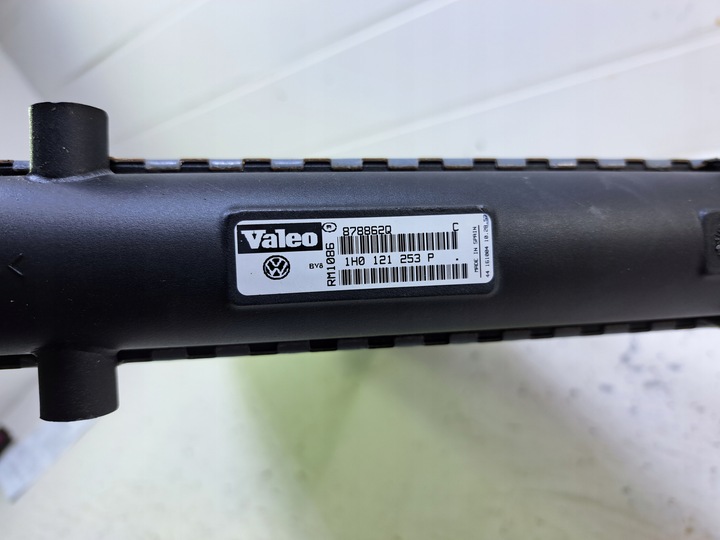 Valeo
M
878862Q
C
RM1086
BV8
1H0 121 253 P
.
MADE IN SPAIN